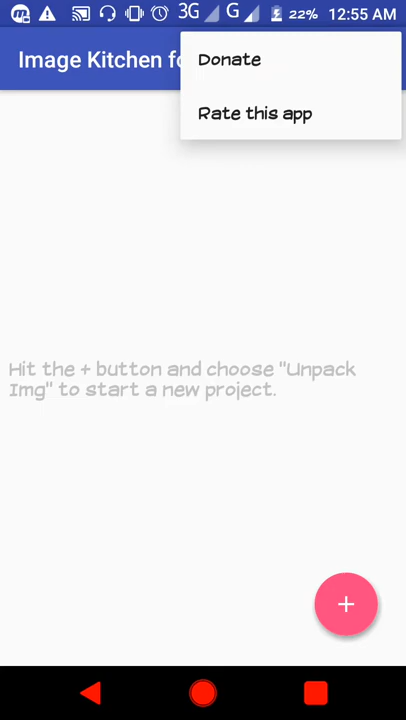 3G G 22% 12:55 AM
Image Kitchen fo
Donate
Rate this app
Hit the + button and choose "Unpack
Img" to start a new project.
+